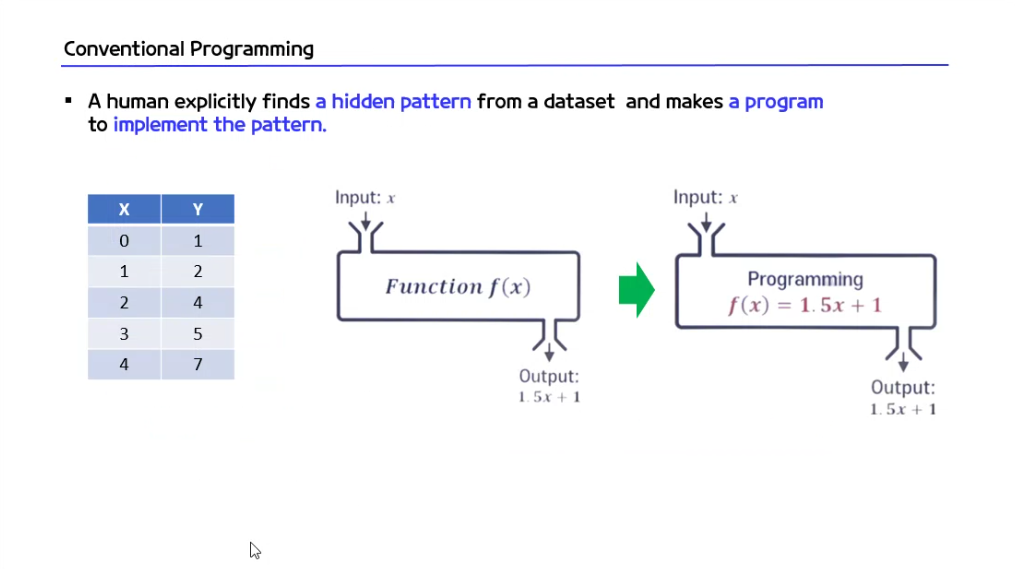 Conventional Programming
▪ A human explicitly finds a hidden pattern from a dataset and makes a program
to implement the pattern.
X Y
0 1
1 2
2 4
3 5
4 7
Input: x
Function f(x)
Output:
1.5x + 1
Input: x
Programming
f(x) = 1.5x + 1
Output:
1.5x + 1